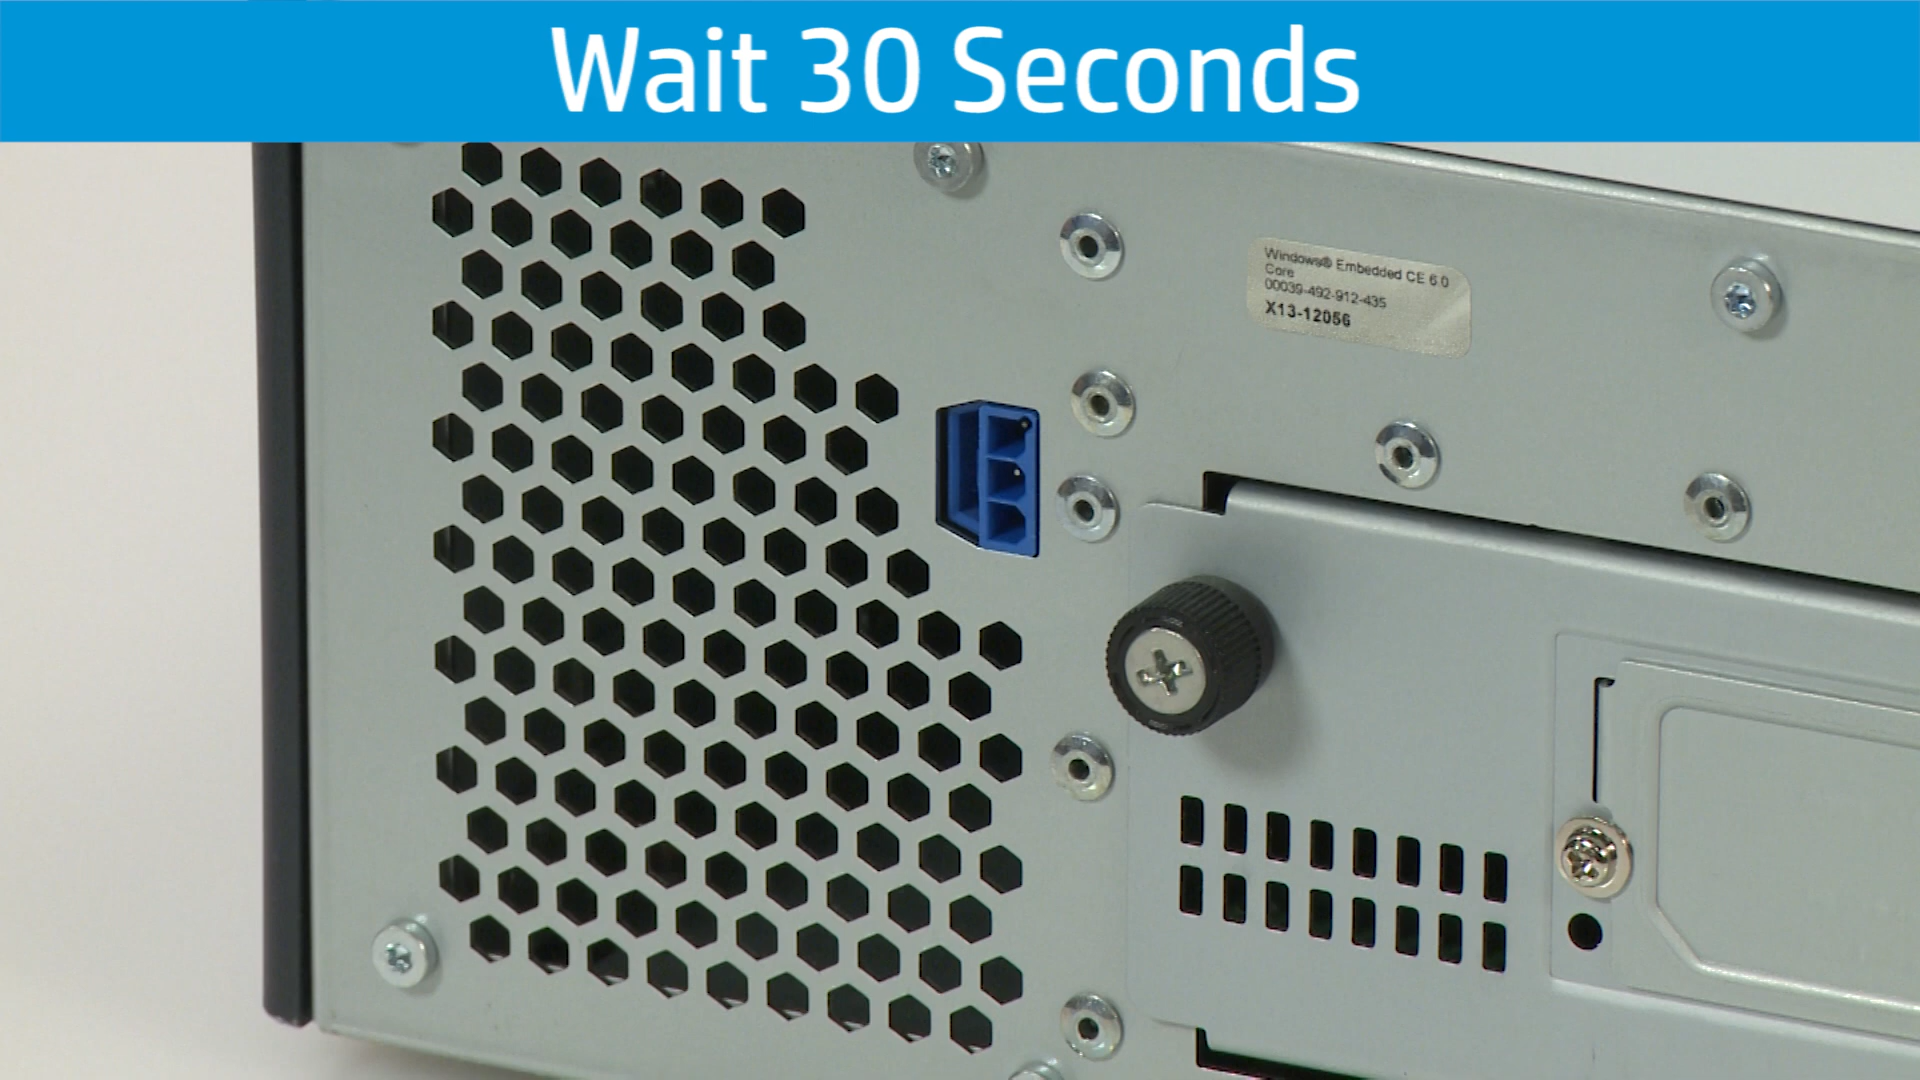 Wait 30 Seconds
Windows® Embedded CE 6.0
Core
00039-492-912-435
X13-12056